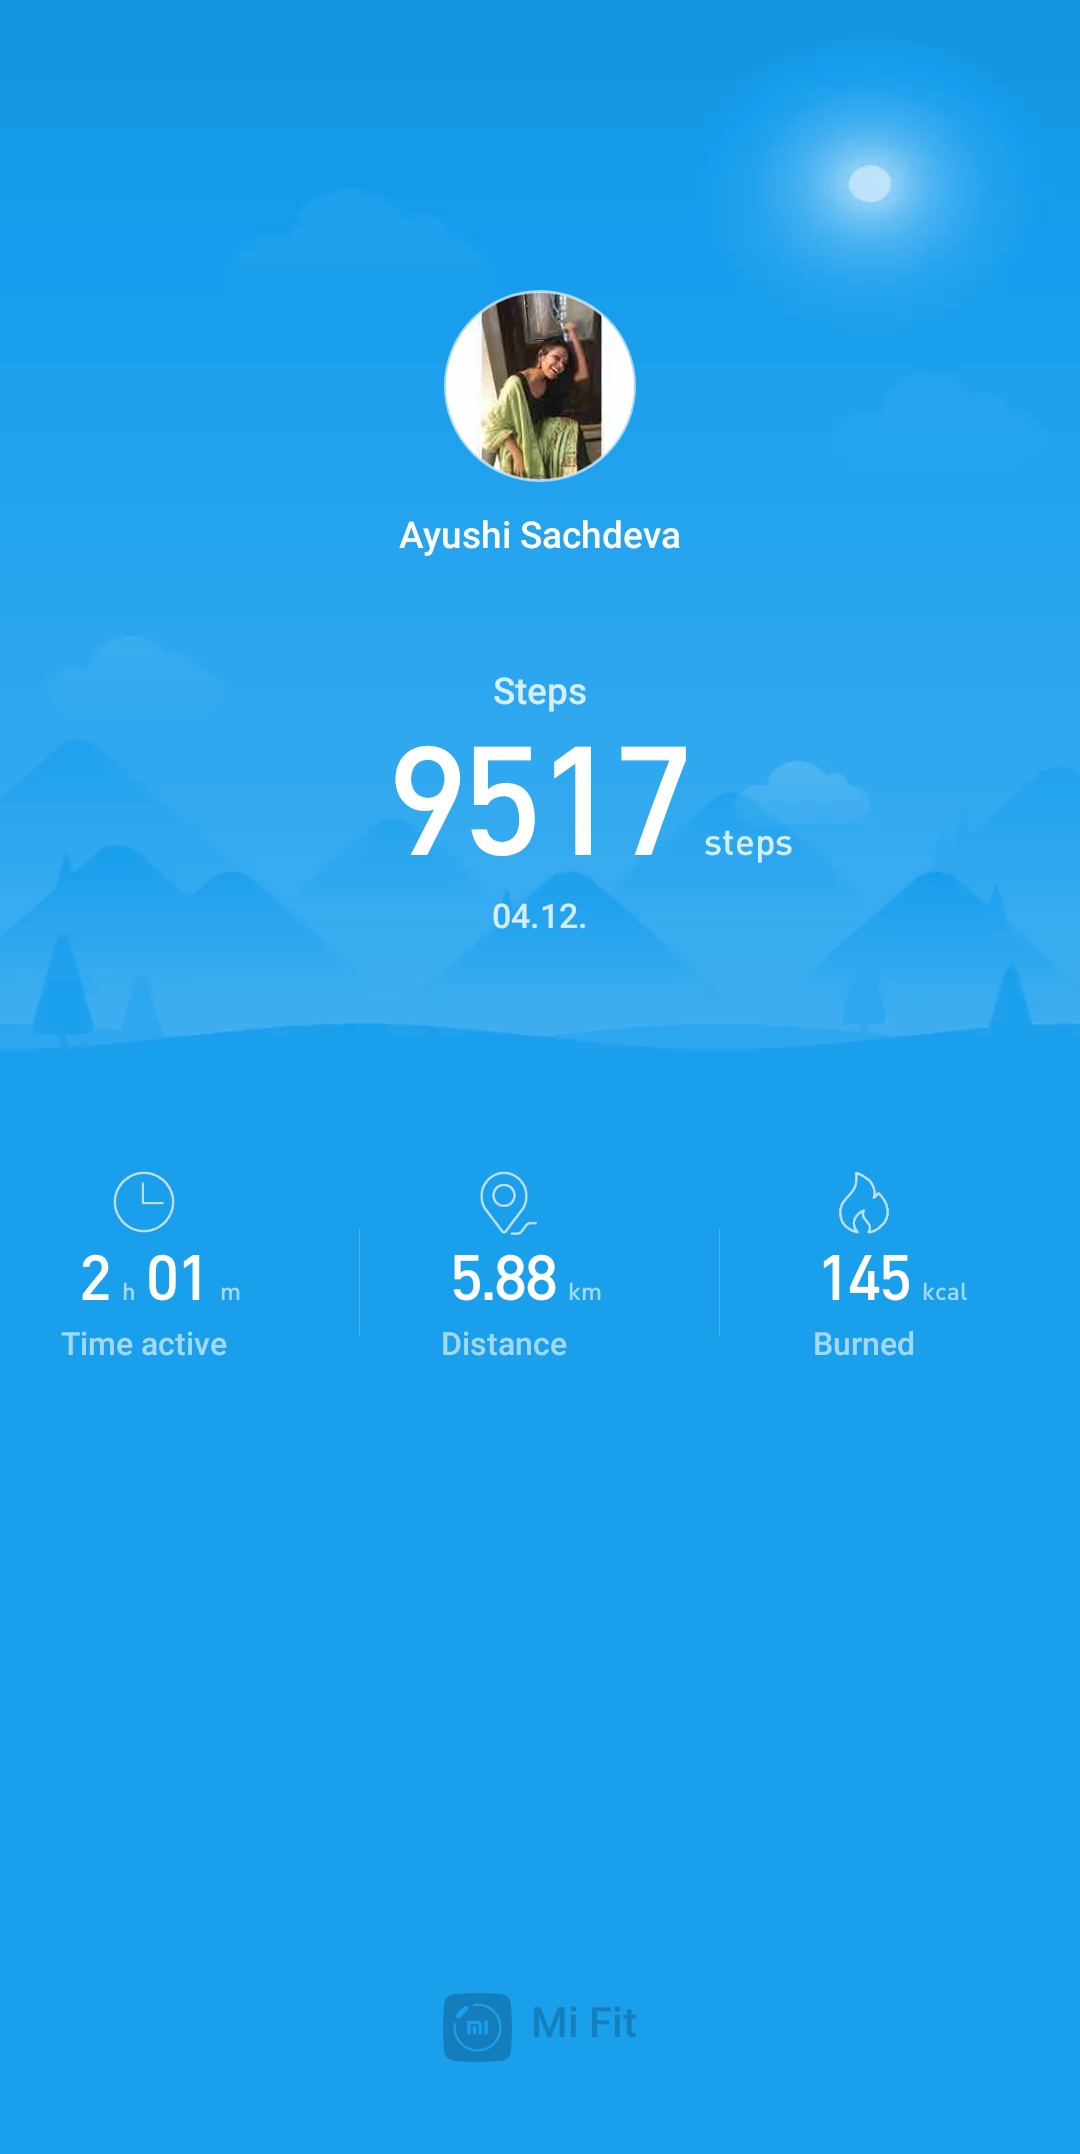 Ayushi Sachdeva
Steps
9517 steps
04.12.
2 h 01 m
Time active
5.88 km
Distance
145 kcal
Burned
mi Mi Fit